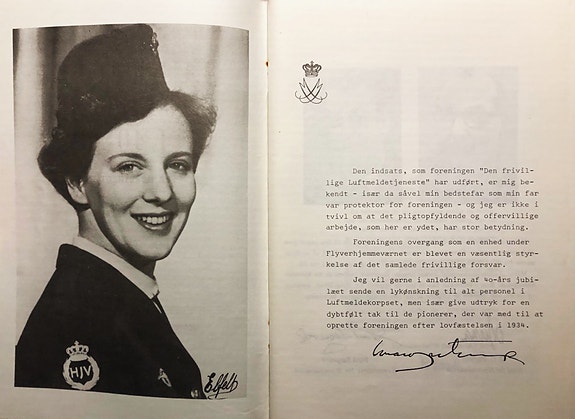 HJV
Elfelt
Den indsats, som foreningen "Den frivil-
lige Luftmeldetjeneste" har udført, er mig be-
kendt - især da såvel min bedstefar som min far
var protektor for foreningen - og jeg er ikke i
tvivl om at det pligtopfyldende og offervillige
arbejde, som her er ydet, har stor betydning.
Foreningens overgang som en enhed under
Flyverhjemmeværnet er blevet en væsentlig styr-
kelse af det samlede frivillige forsvar.
Jeg vil gerne i anledning af 40-års jubi-
læet sende en lykønskning til alt personel i
Luftmeldekorpset, men især give udtryk for en
dybtfølt tak til de pionerer, der var med til at
oprette foreningen efter lovfæstelsen i 1934.